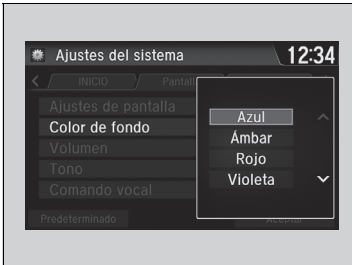 Ajustes del sistema
12:34
INICIO
Pantall
Ajustes de pantalla
Color de fondo
Volumen
Tono
Comando vocal
Azul
Ámbar
Rojo
Violeta
Predeterminado
Aceptar